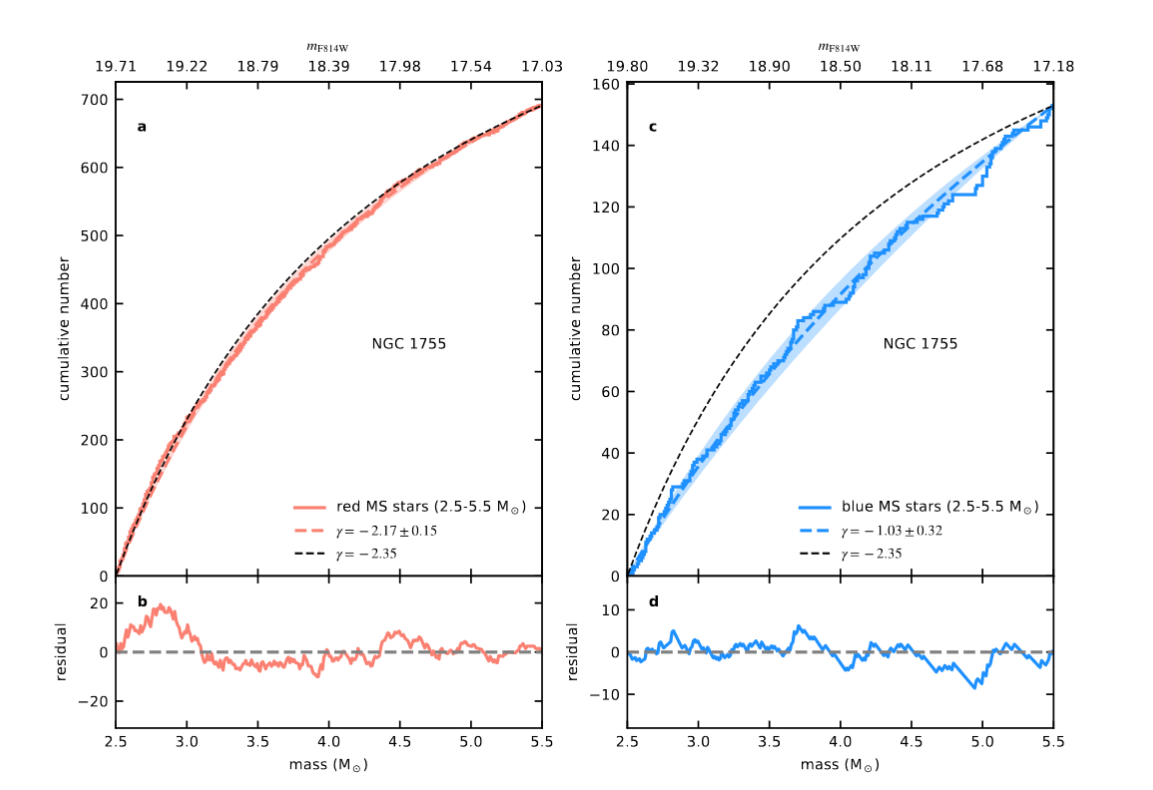 m_F814W
19.71 19.22 18.79 18.39 17.98 17.54 17.03
700
600
500
400
300
200
100
0
cumulative number
a
NGC 1755
red MS stars (2.5-5.5 M⊙)
γ = −2.17 ± 0.15
γ = −2.35
20
0
−20
residual
b
2.5 3.0 3.5 4.0 4.5 5.0 5.5
mass (M⊙)
m_F814W
19.80 19.32 18.90 18.50 18.11 17.68 17.18
160
140
120
100
80
60
40
20
0
cumulative number
c
NGC 1755
blue MS stars (2.5-5.5 M⊙)
γ = −1.03 ± 0.32
γ = −2.35
10
0
−10
residual
d
2.5 3.0 3.5 4.0 4.5 5.0 5.5
mass (M⊙)